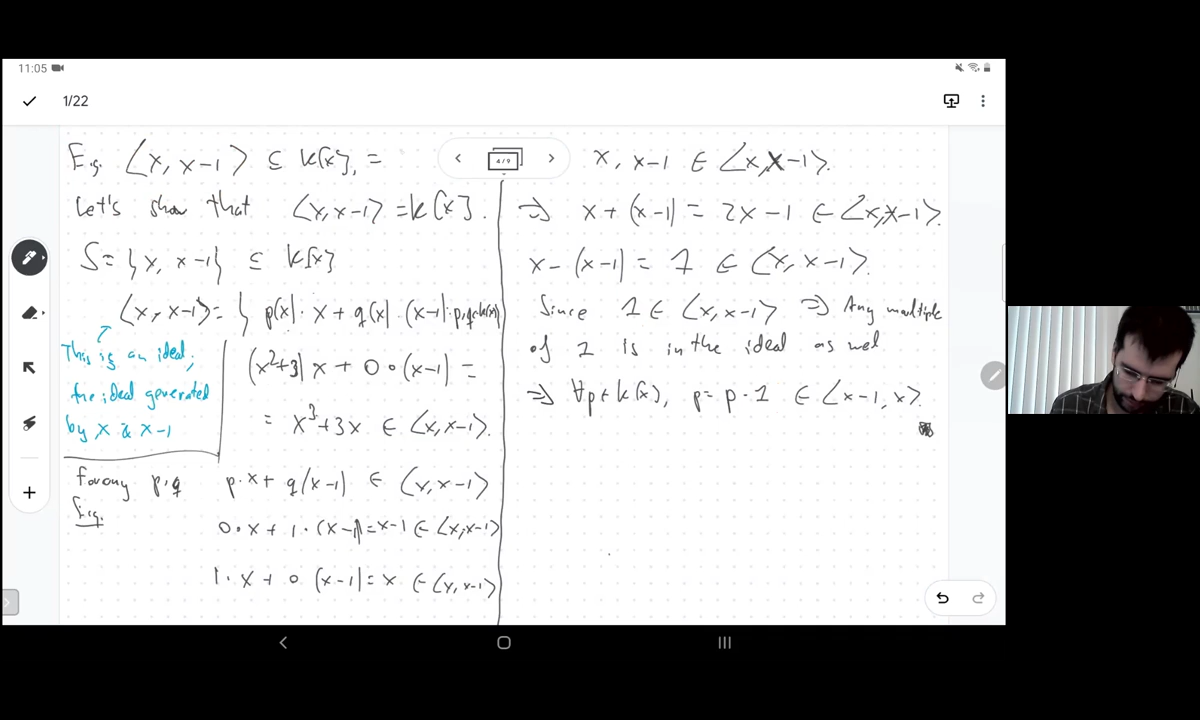 11:05
1/22
4/9
E.g. ⟨x, x-1⟩ ⊆ k[x], =
Let's show that ⟨x, x-1⟩ = k[x].
S = { x, x-1 } ⊆ k[x]
⟨x, x-1⟩ = { p(x)·x + q(x)·(x-1) : p,q ∈ k[x]
This is an ideal,
the ideal generated
by x & x-1
(x²+3) x + 0·(x-1) =
= x³+3x ∈ ⟨x, x-1⟩.
For any p, q p·x + q(x-1) ∈ ⟨x, x-1⟩
E.g.
0·x + 1·(x-1) = x-1 ∈ ⟨x, x-1⟩
1·x + 0 (x-1) = x ∈ ⟨x, x-1⟩
x, x-1 ∈ ⟨x, x-1⟩.
⇒ x + (x-1) = 2x-1 ∈ ⟨x, x-1⟩.
x - (x-1) = 1 ∈ ⟨x, x-1⟩.
Since 1 ∈ ⟨x, x-1⟩ ⇒ Any multiple
of 1 is in the ideal as well
⇒ ∀p∈k[x], p = p·1 ∈ ⟨x-1, x⟩.